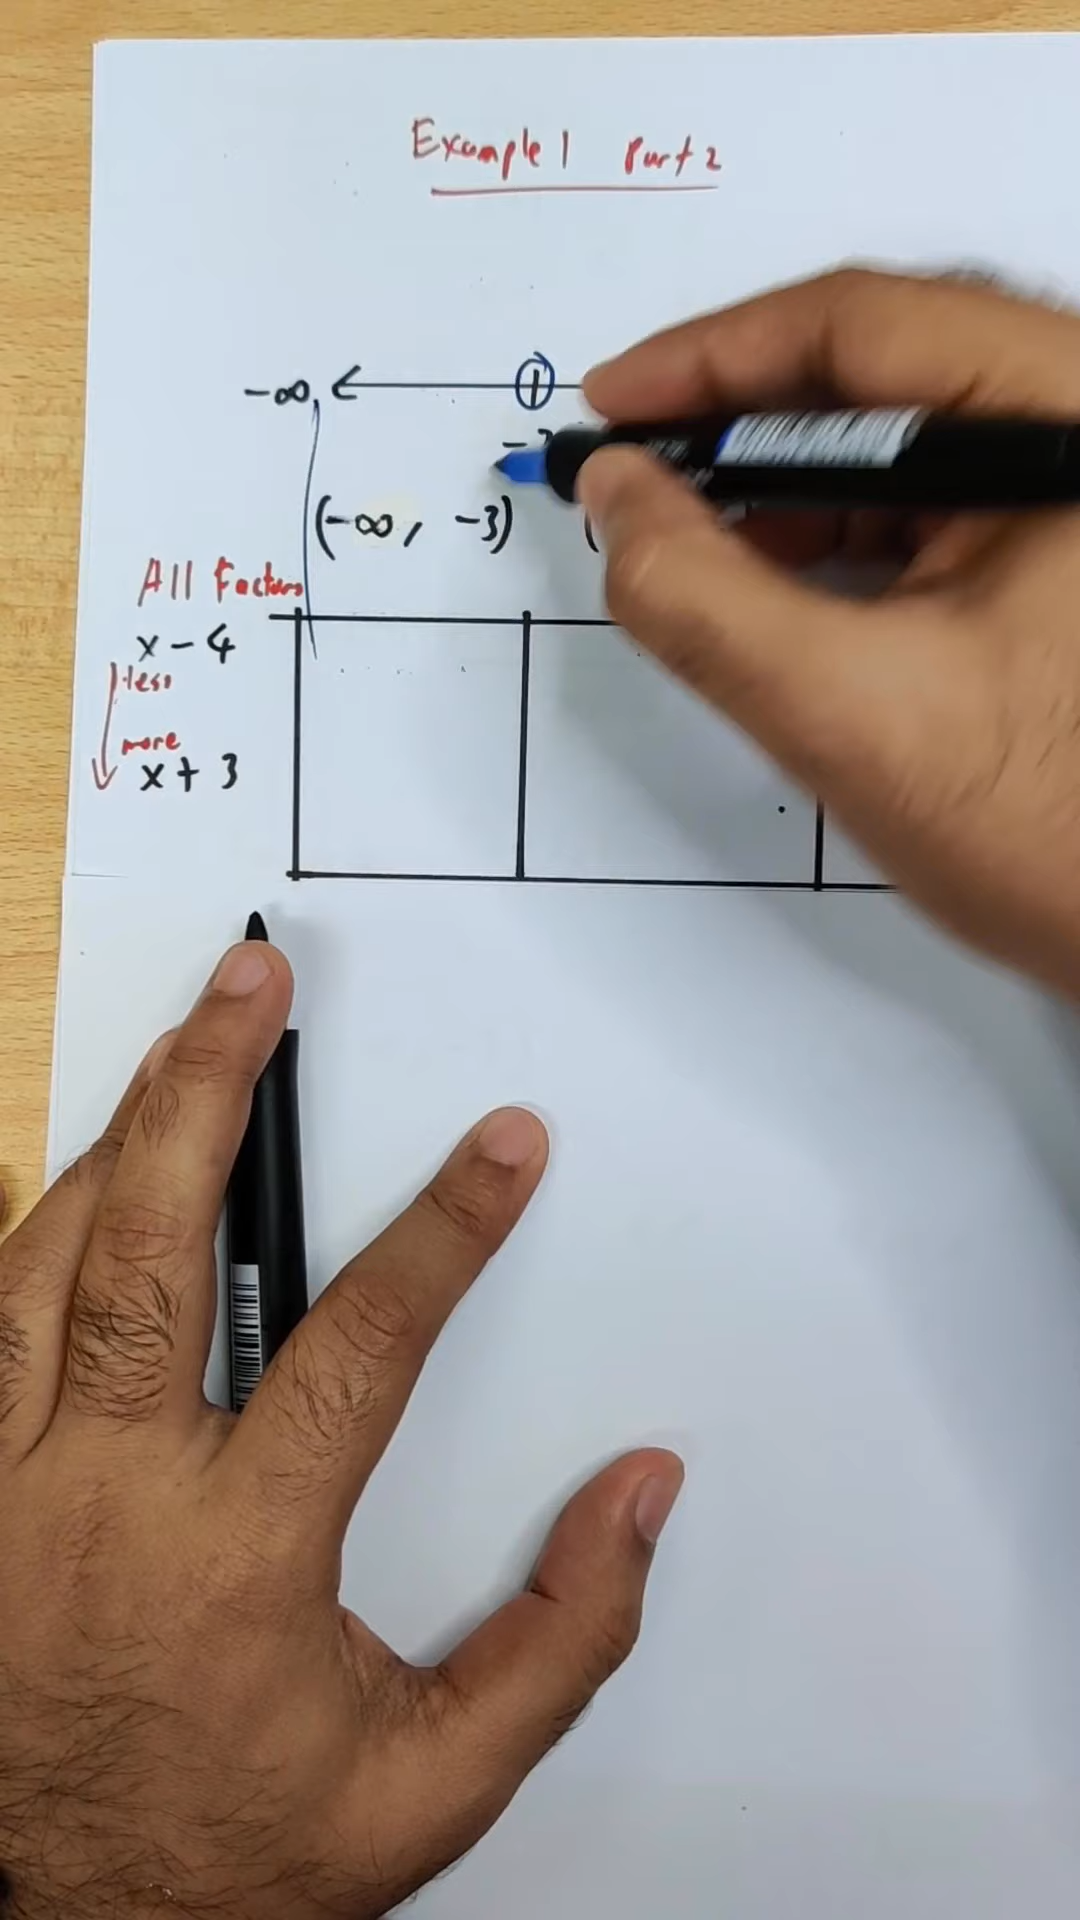 Example 1 Part 2
-∞
(-∞, -3) (
All Factors
x - 4
less
more
x + 3